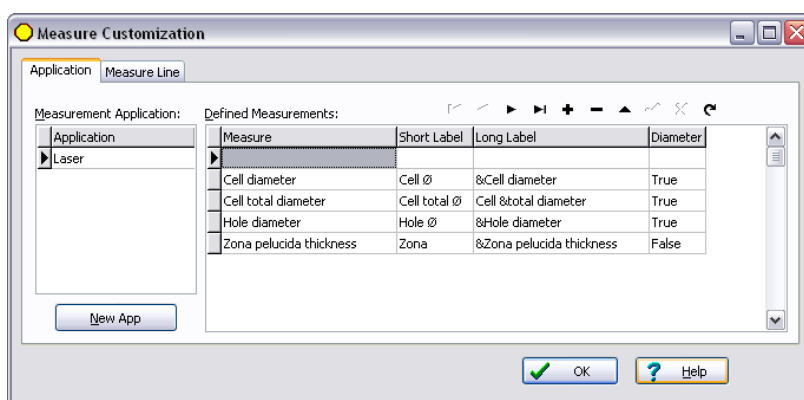 Measure Customization
Application Measure Line
Measurement Application:
Defined Measurements:
Application
Laser
Measure Short Label Long Label Diameter
Cell diameter Cell Ø &Cell diameter True
Cell total diameter Cell total Ø Cell &total diameter True
Hole diameter Hole Ø &Hole diameter True
Zona pelucida thickness Zona &Zona pelucida thickness False
New App
OK
Help